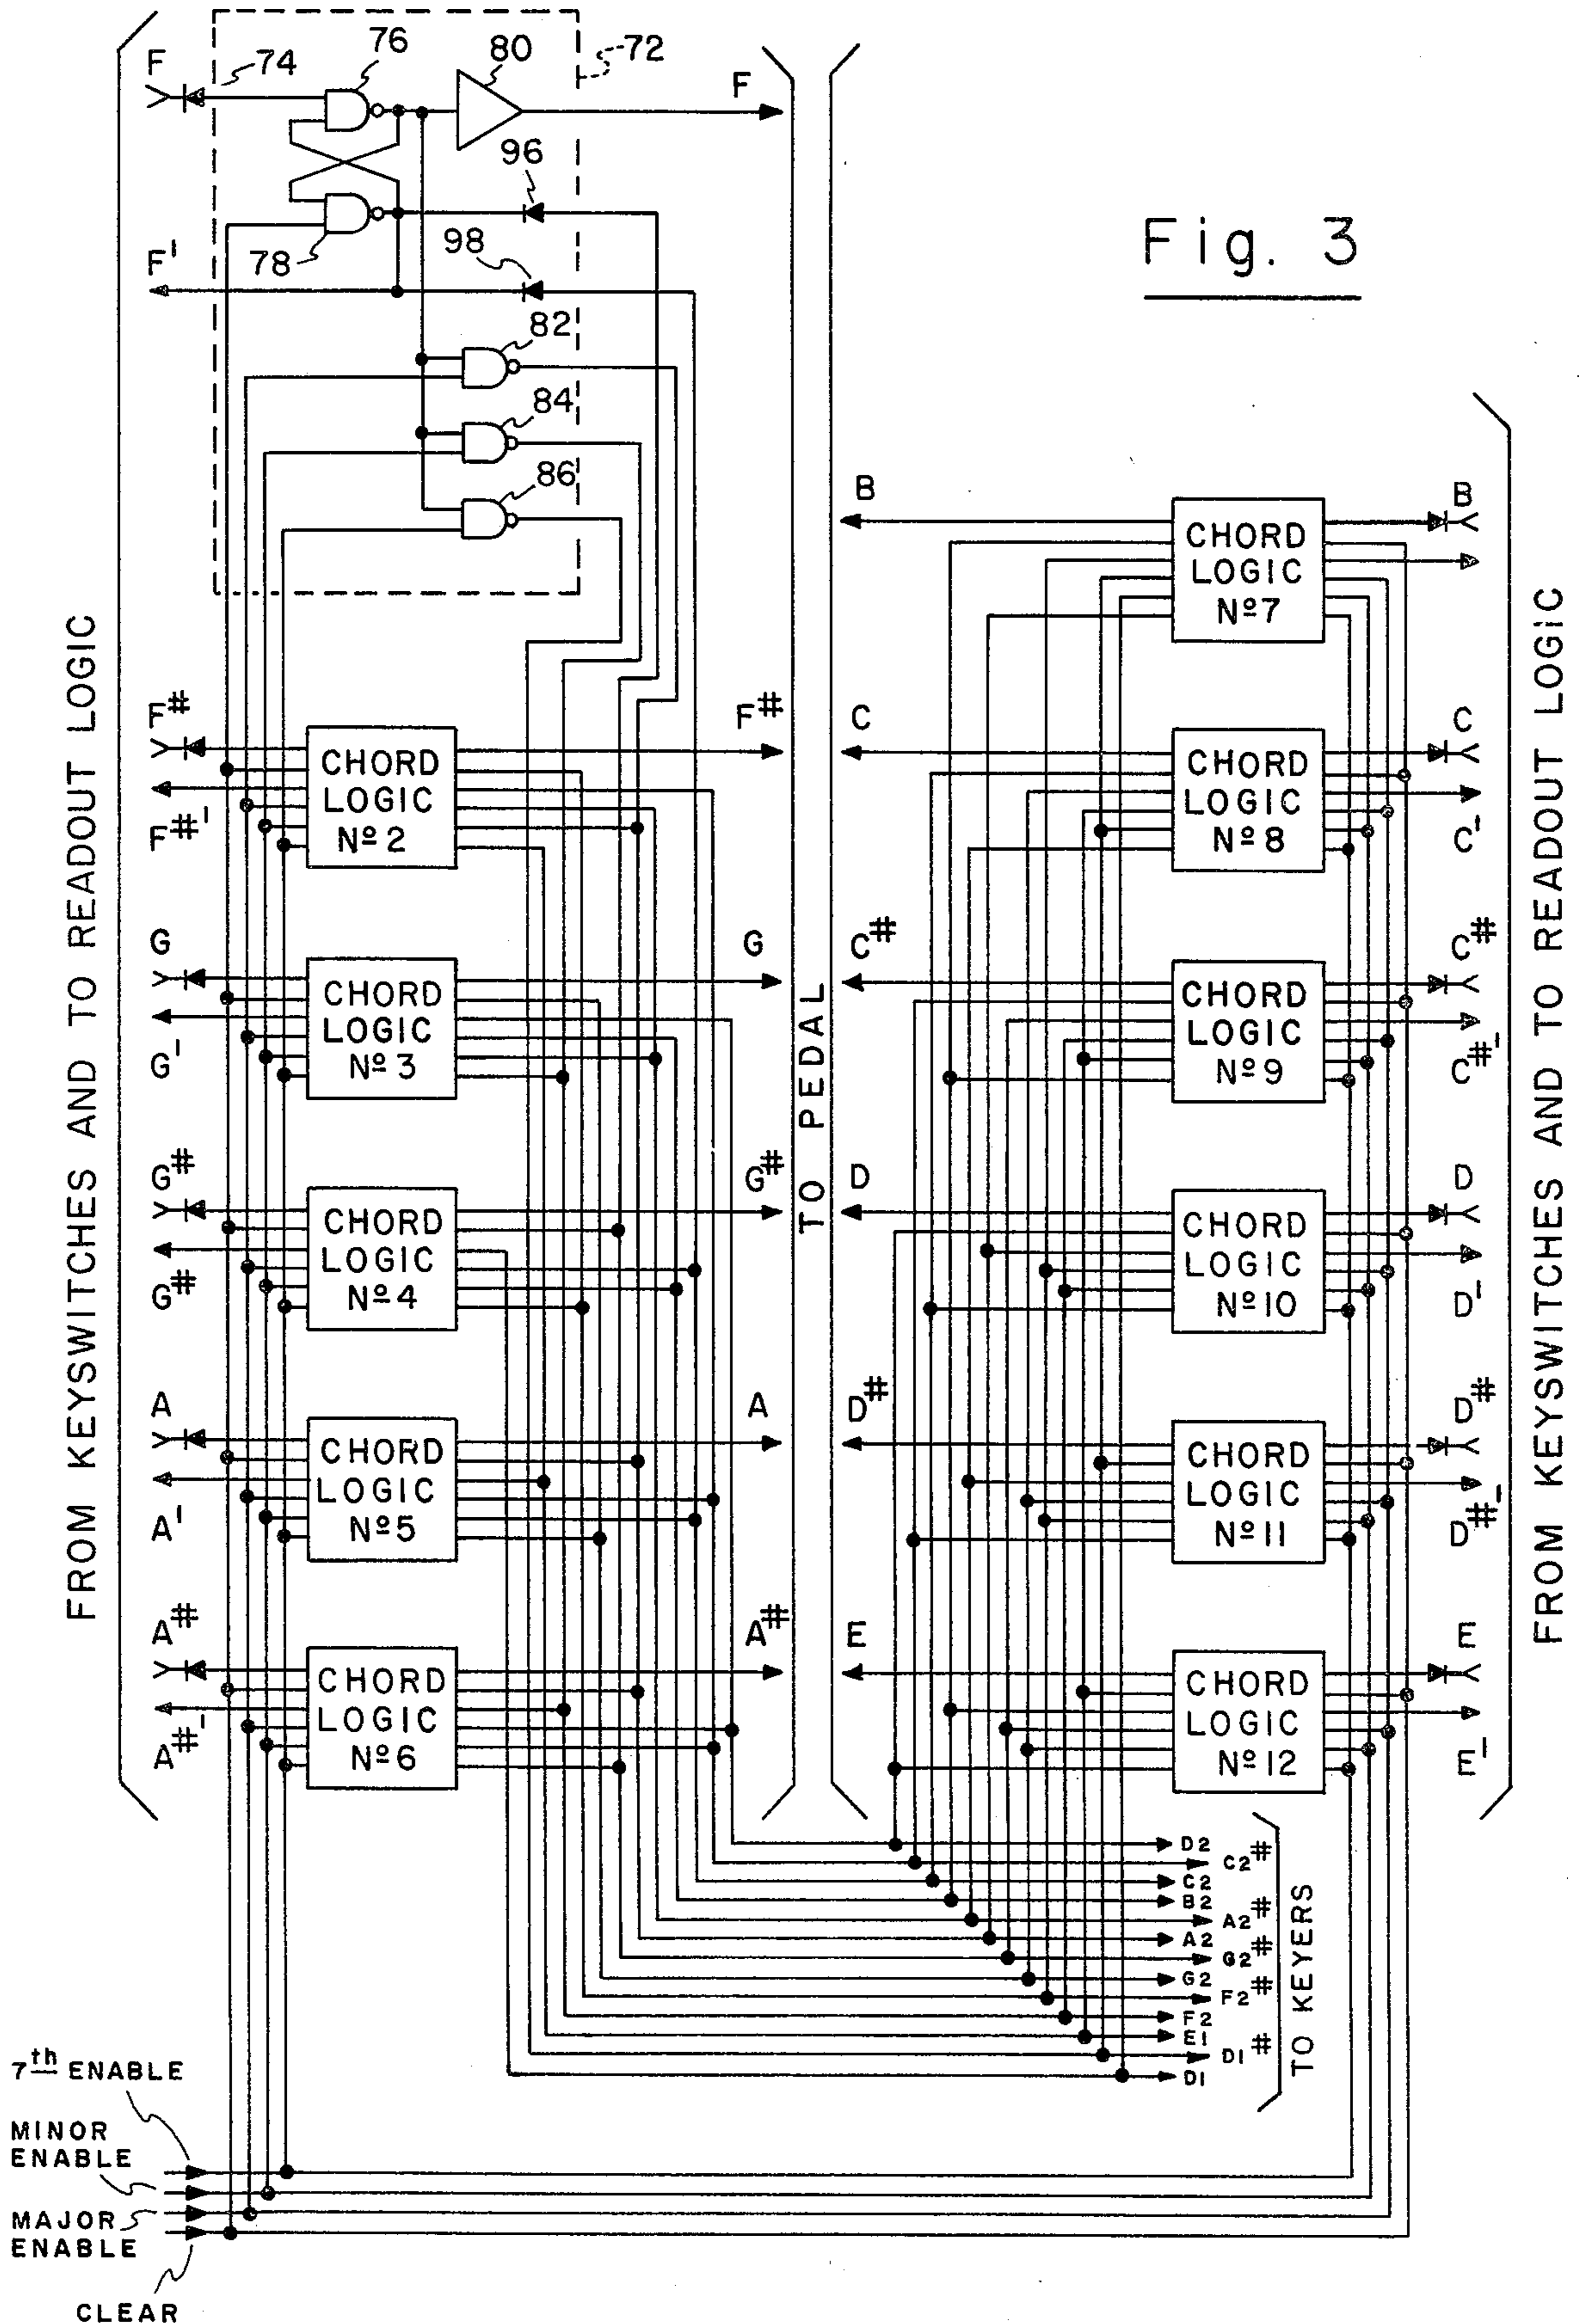 Fig. 3
FROM KEYSWITCHES AND TO READOUT LOGIC
F
74
76
80
72
F
96
98
78
F'
82
84
86
F#
F#'
CHORD
LOGIC
Nº2
F#
G
G'
CHORD
LOGIC
Nº3
G
G#
G#
CHORD
LOGIC
Nº4
G#
A
A'
CHORD
LOGIC
Nº5
A
A#
A#'
CHORD
LOGIC
Nº6
A#
TO PEDAL
B
CHORD
LOGIC
Nº7
B
C
CHORD
LOGIC
Nº8
C
C'
C#
CHORD
LOGIC
Nº9
C#
C#'
D
CHORD
LOGIC
Nº10
D
D'
D#
CHORD
LOGIC
Nº11
D#
D#'
E
CHORD
LOGIC
Nº12
E
E'
FROM KEYSWITCHES AND TO READOUT LOGIC
D2
C2#
C2
B2
A2#
A2
G2#
G2
F2#
F2
E1
D1#
D1
TO KEYERS
7th ENABLE
MINOR
ENABLE
MAJOR
ENABLE
CLEAR